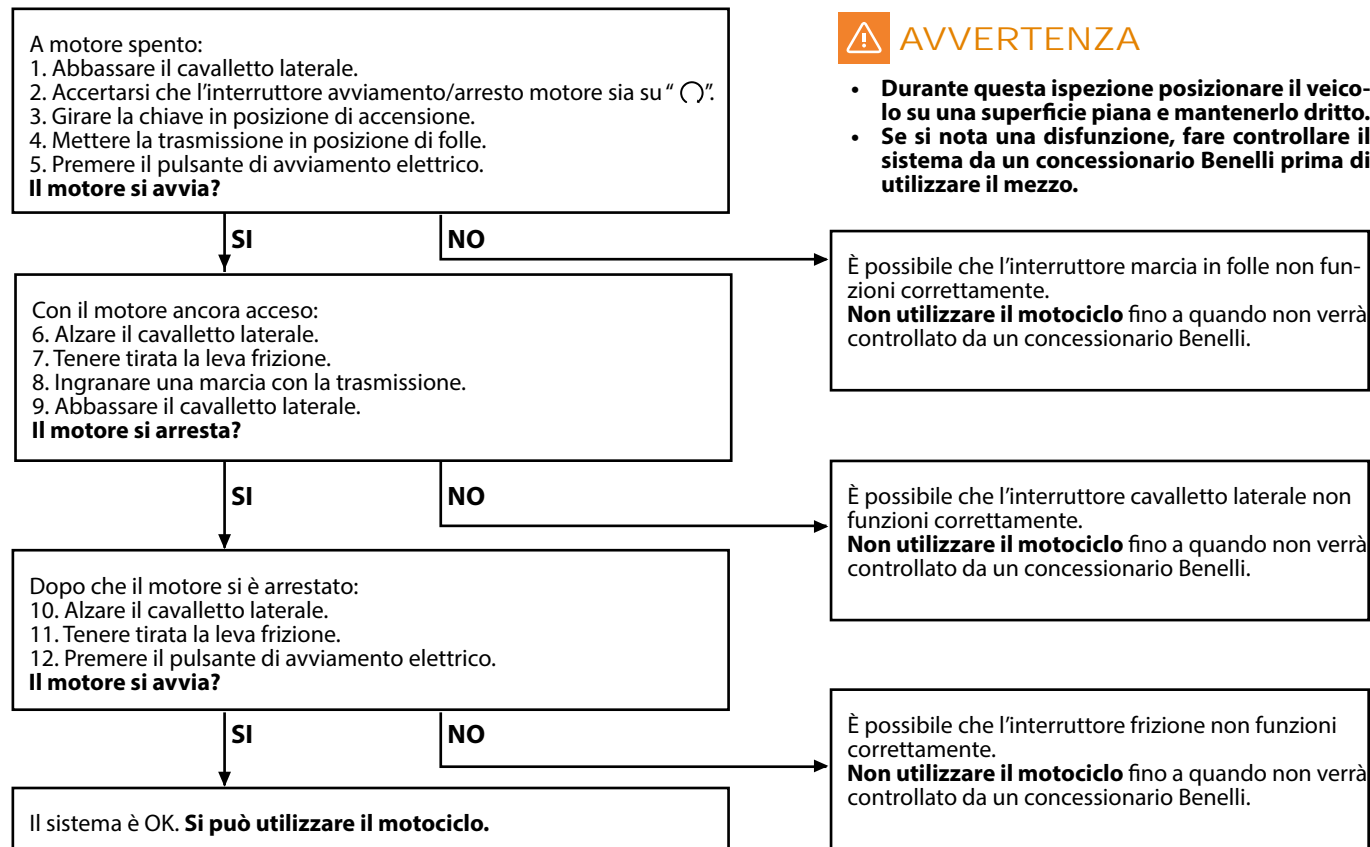 A motore spento:
1. Abbassare il cavalletto laterale.
2. Accertarsi che l'interruttore avviamento/arresto motore sia su " ".
3. Girare la chiave in posizione di accensione.
4. Mettere la trasmissione in posizione di folle.
5. Premere il pulsante di avviamento elettrico.
Il motore si avvia?
AVVERTENZA
• Durante questa ispezione posizionare il veico-
lo su una superficie piana e mantenerlo dritto.
• Se si nota una disfunzione, fare controllare il
sistema da un concessionario Benelli prima di
utilizzare il mezzo.
SI
NO
È possibile che l'interruttore marcia in folle non fun-
zioni correttamente.
Non utilizzare il motociclo fino a quando non verrà
controllato da un concessionario Benelli.
Con il motore ancora acceso:
6. Alzare il cavalletto laterale.
7. Tenere tirata la leva frizione.
8. Ingranare una marcia con la trasmissione.
9. Abbassare il cavalletto laterale.
Il motore si arresta?
SI
NO
È possibile che l'interruttore cavalletto laterale non
funzioni correttamente.
Non utilizzare il motociclo fino a quando non verrà
controllato da un concessionario Benelli.
Dopo che il motore si è arrestato:
10. Alzare il cavalletto laterale.
11. Tenere tirata la leva frizione.
12. Premere il pulsante di avviamento elettrico.
Il motore si avvia?
SI
NO
È possibile che l'interruttore frizione non funzioni
correttamente.
Non utilizzare il motociclo fino a quando non verrà
controllato da un concessionario Benelli.
Il sistema è OK. Si può utilizzare il motociclo.